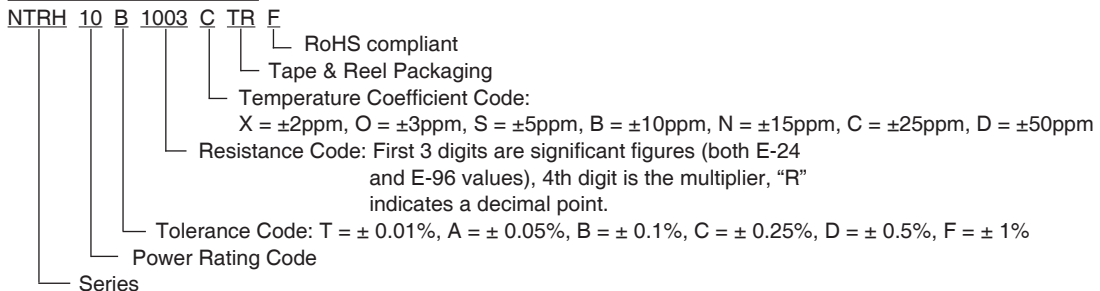 NTRH 10 B 1003 C TR F
RoHS compliant
Tape & Reel Packaging
Temperature Coefficient Code:
X = ±2ppm, O = ±3ppm, S = ±5ppm, B = ±10ppm, N = ±15ppm, C = ±25ppm, D = ±50ppm
Resistance Code: First 3 digits are significant figures (both E-24
and E-96 values), 4th digit is the multiplier, “R”
indicates a decimal point.
Tolerance Code: T = ± 0.01%, A = ± 0.05%, B = ± 0.1%, C = ± 0.25%, D = ± 0.5%, F = ± 1%
Power Rating Code
Series